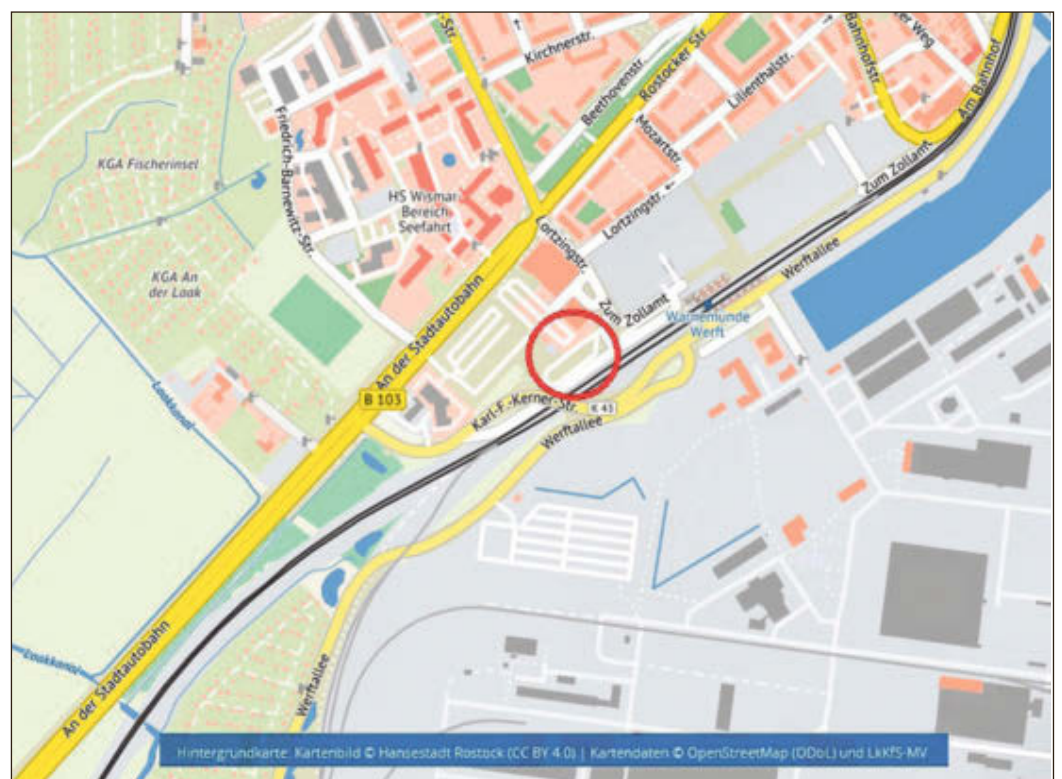 Kirchnerstr.
Beethovenstr.
Rostocker Str.
Bahnhofstr.
Weg
Am Bahnhof
Lilienthalstr.
Mozartstr.
Friedrich-Barnewitz-Str.
KGA Fischerinsel
HS Wismar
Bereich
Seefahrt
Zum Zollamt
Lortzingstr.
Lortzingstr.
KGA An
der Laak
An der Stadtautobahn
Werftallee
Zum Zollamt
Warnemünde
Werft
B 103
Karl-F.-Kerner-Str.
K 43
Werftallee
Laakkanal
Laakkanal
An der Stadtautobahn
Werftallee
Hintergrundkarte: Kartenbild © Hansestadt Rostock (CC BY 4.0) | Kartendaten © OpenStreetMap (ODbL) und LkKfS-MV